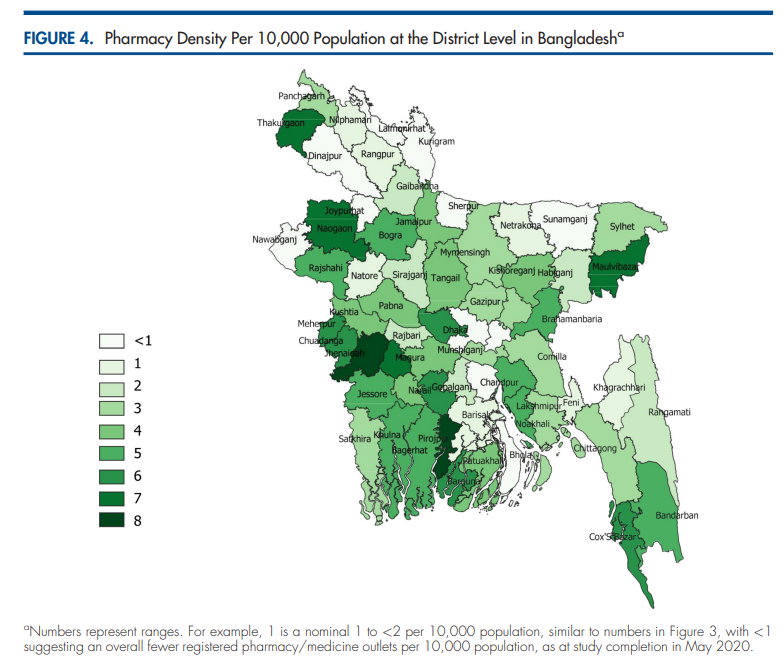 FIGURE 4. Pharmacy Density Per 10,000 Population at the District Level in Bangladeshᵃ
Panchagarh
Thakurgaon
Nilphamari
Lalmonirhat
Kurigram
Dinajpur
Rangpur
Gaibandha
Joypurhat
Sherpur
Jamalpur
Netrakona
Sunamganj
Sylhet
Naogaon
Bogra
Nawabganj
Mymensingh
Rajshahi
Natore
Sirajganj
Tangail
Kishoreganj
Habiganj
Maulvibazar
Pabna
Gazipur
Kushtia
Brahamanbaria
Meherpur
Dhaka
Chuadanga
Rajbari
Jhenaidah
Magura
Munshiganj
Comilla
Jessore
Narail
Gopalganj
Chandpur
Khagrachhari
Barisal
Lakshmipur
Feni
Rangamati
Noakhali
Satkhira
Khulna
Pirojpur
Bagerhat
Chittagong
Patuakhali
Bhola
Barguna
Bandarban
Cox'S Bazar
<1
1
2
3
4
5
6
7
8
ᵃNumbers represent ranges. For example, 1 is a nominal 1 to <2 per 10,000 population, similar to numbers in Figure 3, with <1
suggesting an overall fewer registered pharmacy/medicine outlets per 10,000 population, as at study completion in May 2020.